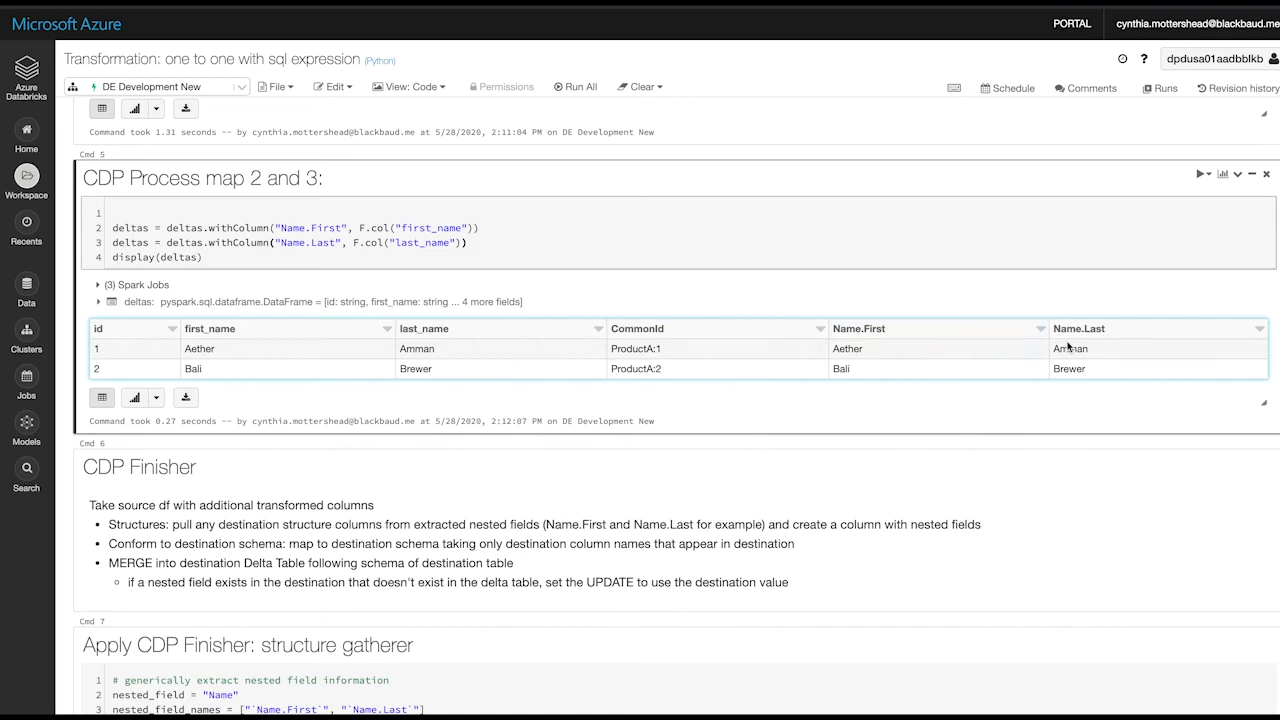 Microsoft Azure
PORTAL
cynthia.mottershead@blackbaud.me
Azure Databricks
Home
Workspace
Recents
Data
Clusters
Jobs
Models
Search
Transformation: one to one with sql expression (Python)
dpdusa01aadbblkb
DE Development New
File
Edit
View: Code
Permissions
Run All
Clear
Schedule
Comments
Runs
Revision history
Command took 1.31 seconds -- by cynthia.mottershead@blackbaud.me at 5/28/2020, 2:11:04 PM on DE Development New
Cmd 5
CDP Process map 2 and 3:
1
2 deltas = deltas.withColumn("Name.First", F.col("first_name"))
3 deltas = deltas.withColumn("Name.Last", F.col("last_name"))
4 display(deltas)
(3) Spark Jobs
deltas: pyspark.sql.dataframe.DataFrame = [id: string, first_name: string ... 4 more fields]
id first_name last_name CommonId Name.First Name.Last
1 Aether Amman ProductA:1 Aether Amman
2 Bali Brewer ProductA:2 Bali Brewer
Command took 0.27 seconds -- by cynthia.mottershead@blackbaud.me at 5/28/2020, 2:12:07 PM on DE Development New
Cmd 6
CDP Finisher
Take source df with additional transformed columns
• Structures: pull any destination structure columns from extracted nested fields (Name.First and Name.Last for example) and create a column with nested fields
• Conform to destination schema: map to destination schema taking only destination column names that appear in destination
• MERGE into destination Delta Table following schema of destination table
◦ if a nested field exists in the destination that doesn't exist in the delta table, set the UPDATE to use the destination value
Cmd 7
Apply CDP Finisher: structure gatherer
1 # generically extract nested field information
2 nested_field = "Name"
3 nested_field_names = ["`Name.First`", "`Name.Last`"]